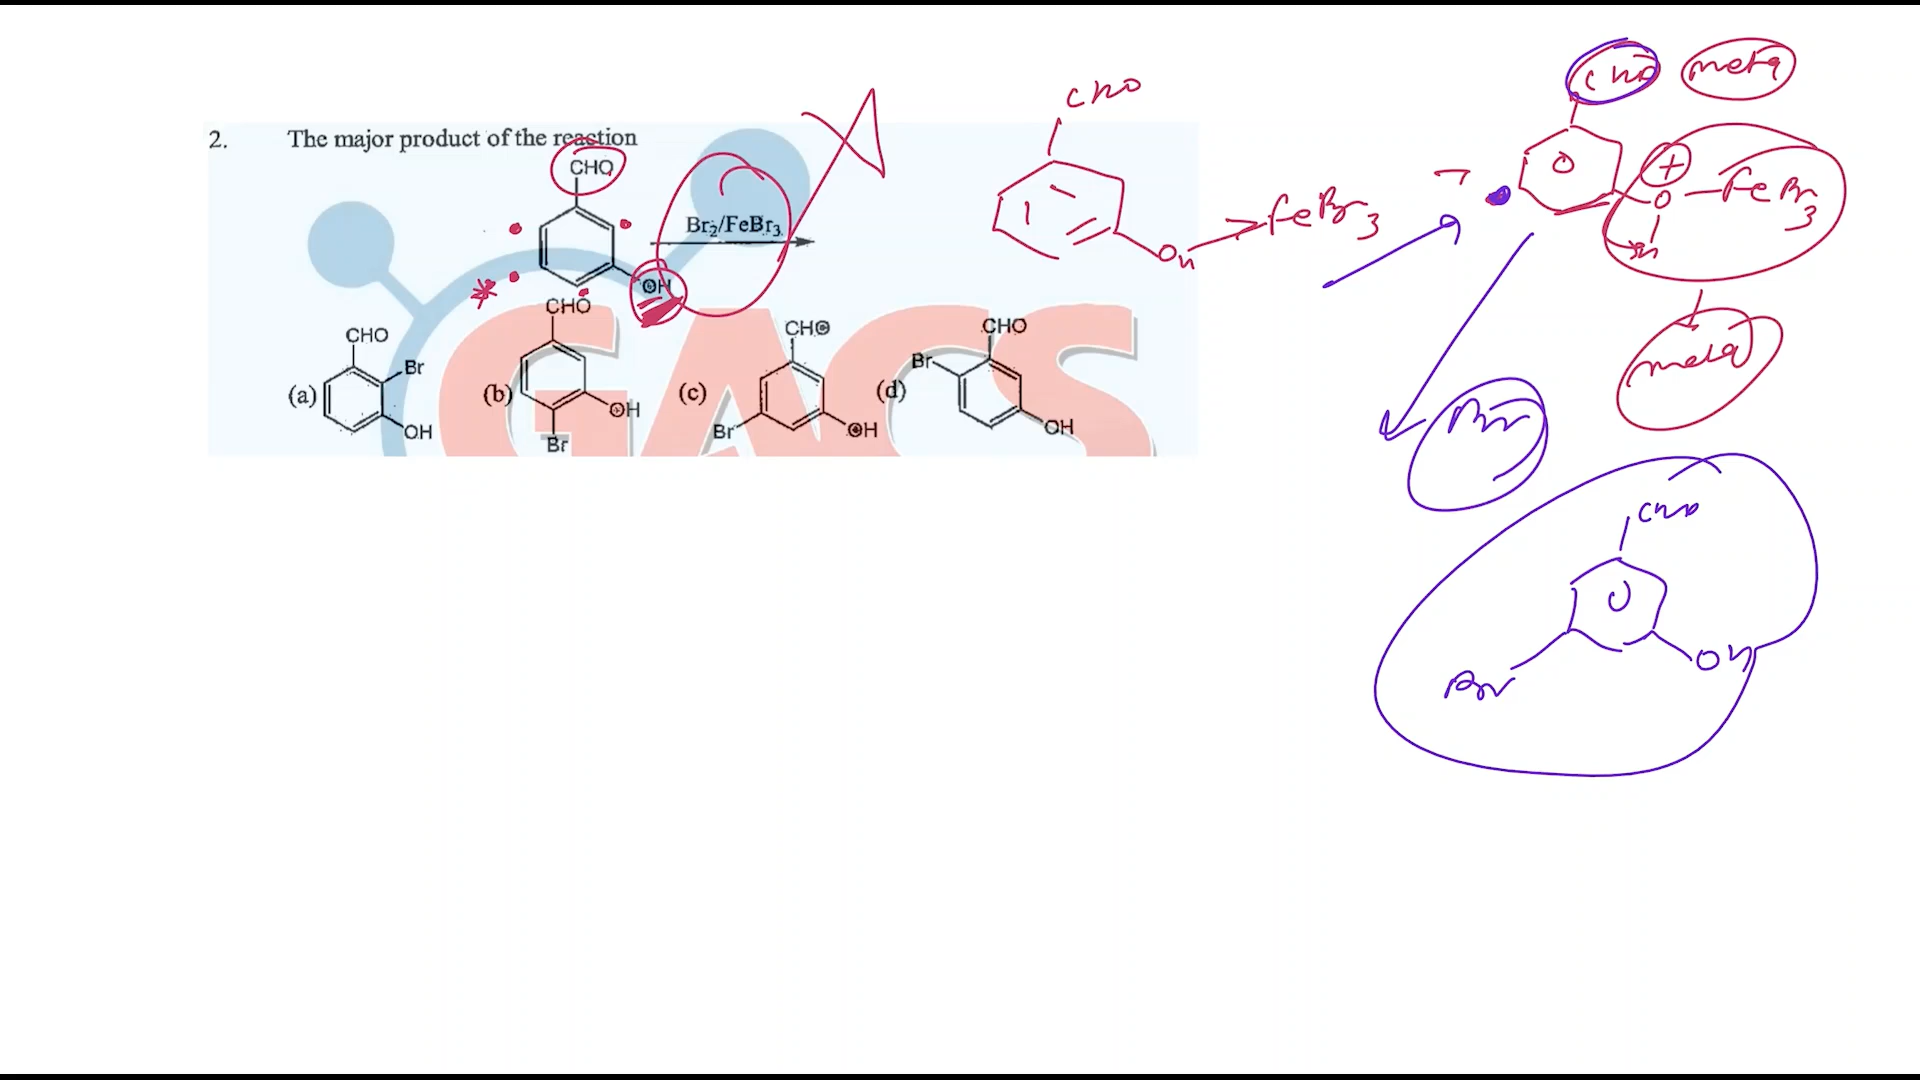 2. The major product of the reaction
CHO
Br₂/FeBr₃
OH
(a) CHO Br OH
(b) CHO OH Br
(c) CHO Br OH
(d) CHO Br OH
GACS
CHO
OH
FeBr₃
CHO meta
+
O – FeBr₃
H
meta
Br
CHO
Br OH